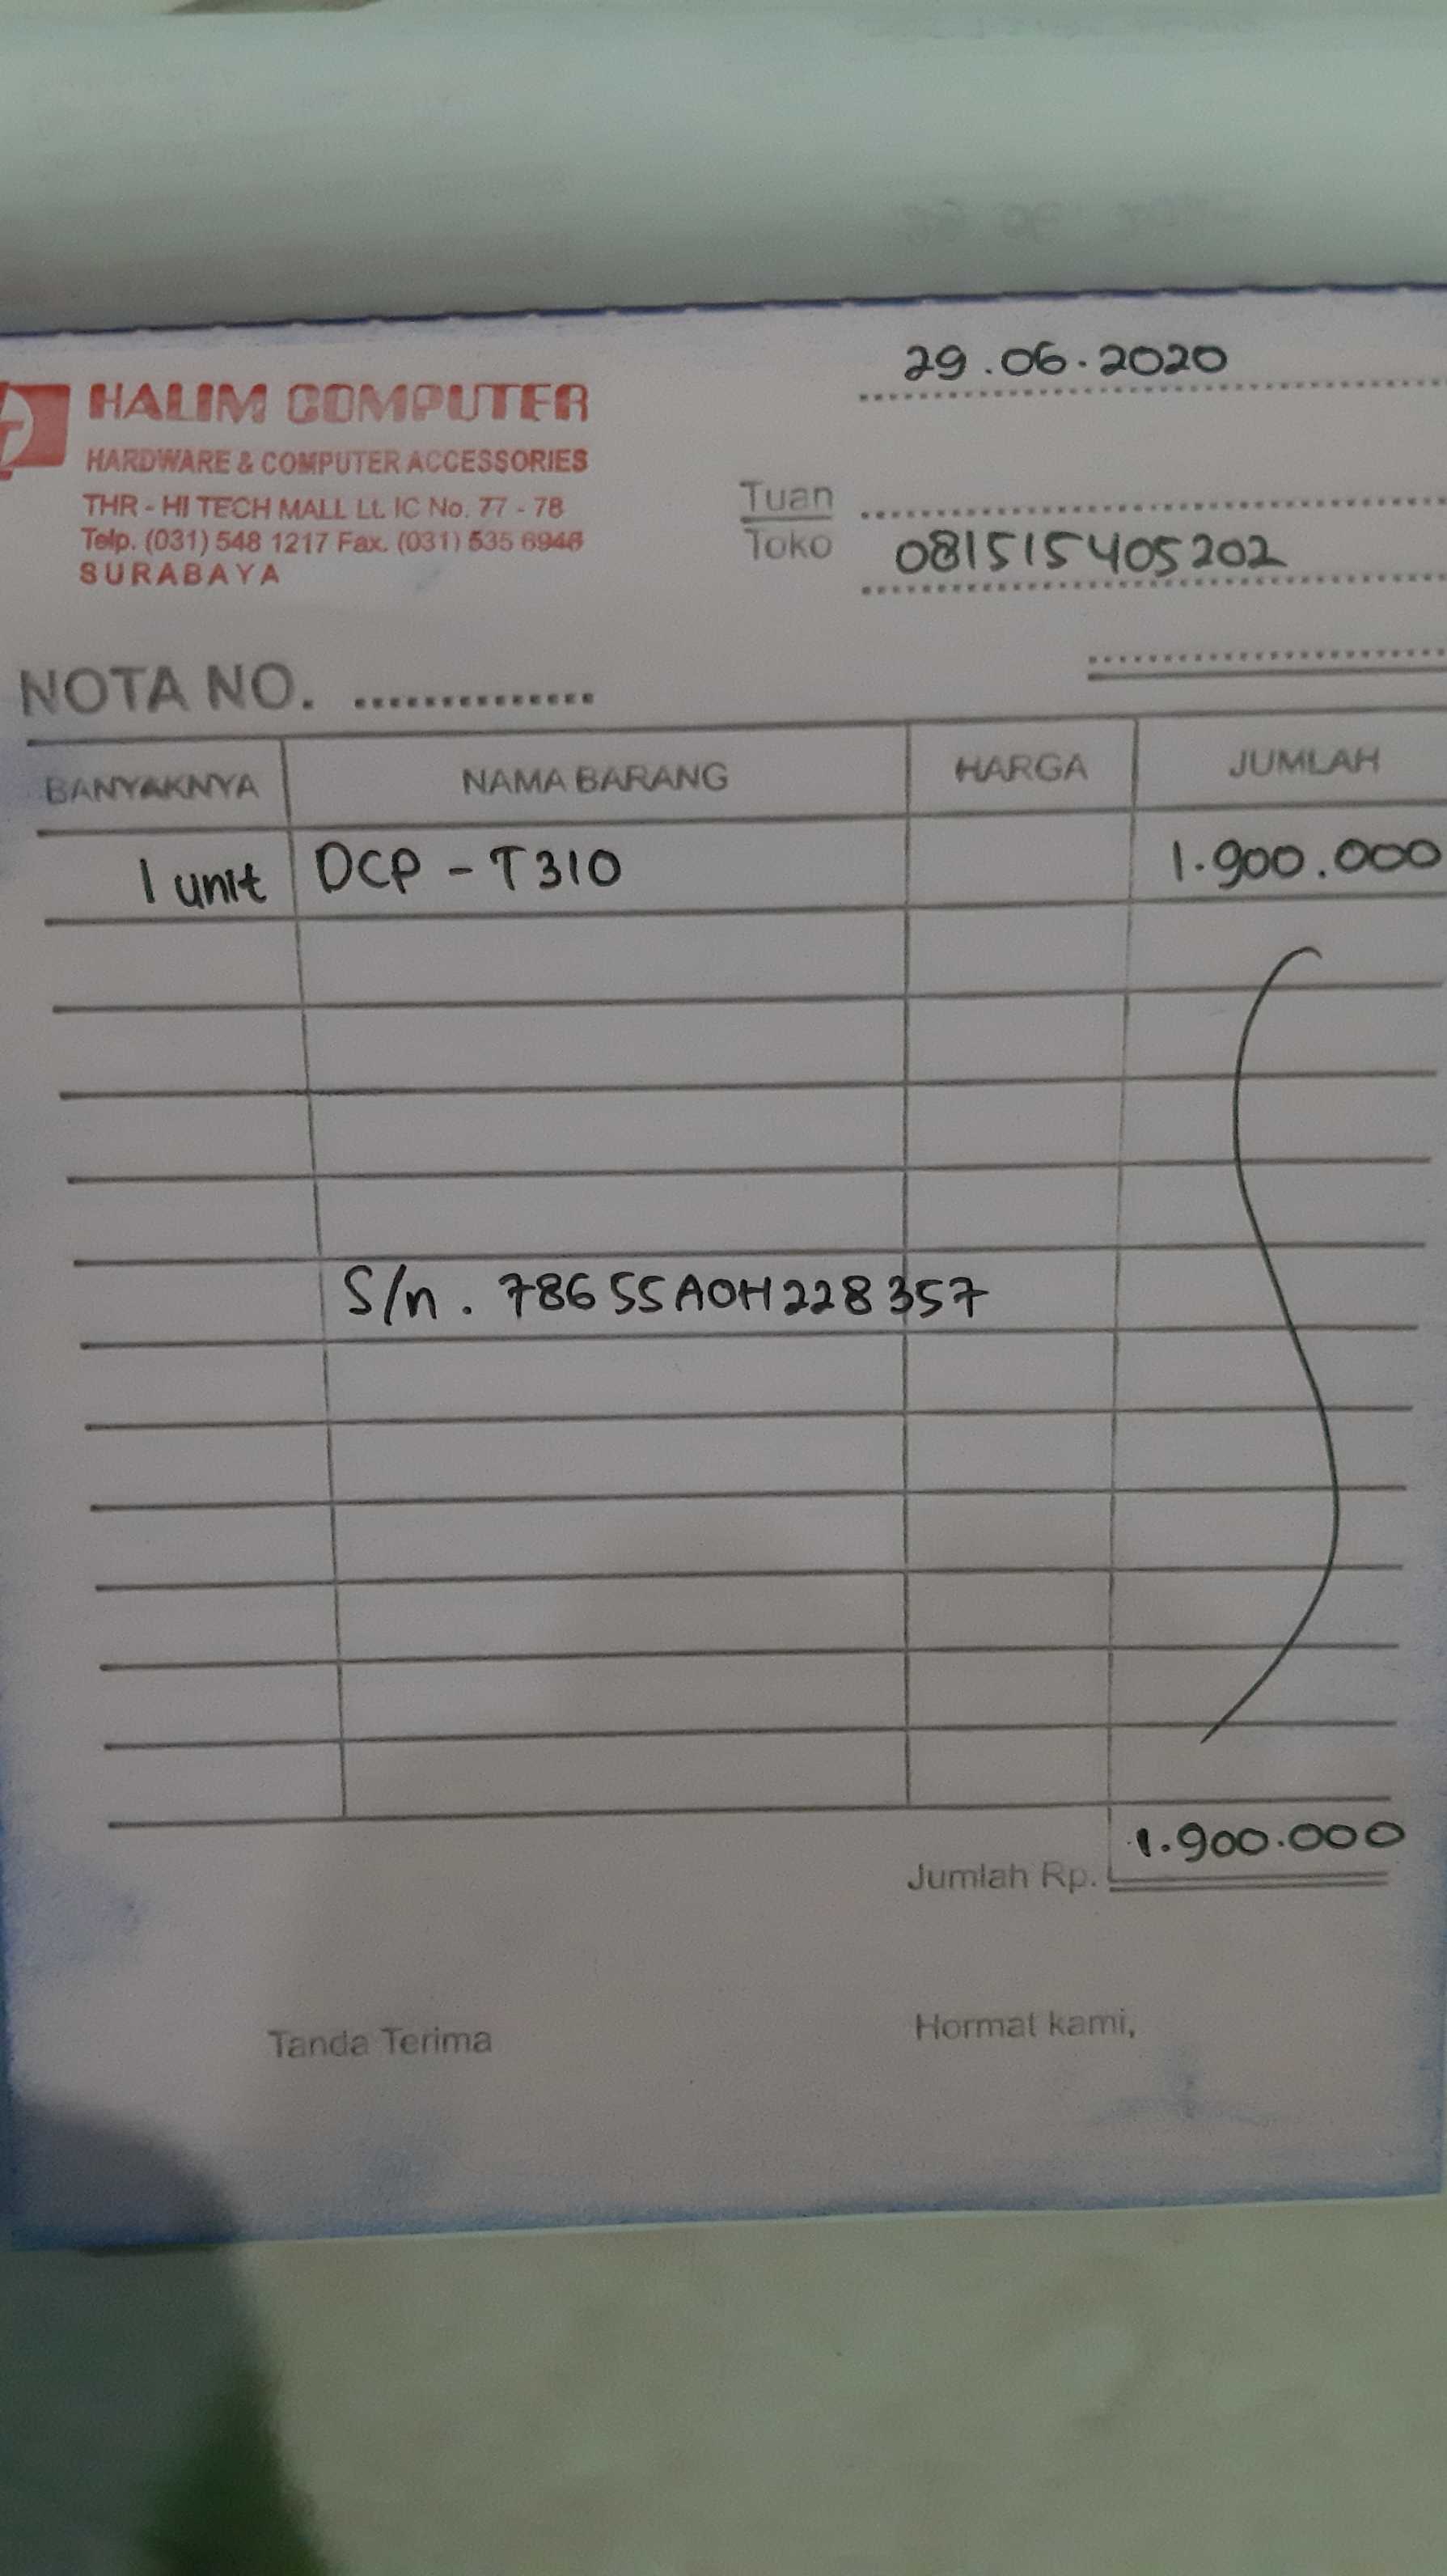 29.06.2020
HALIM COMPUTER
HARDWARE & COMPUTER ACCESSORIES
THR - HI TECH MALL Lt. IC No. 77 - 78
Telp. (031) 548 1217 Fax. (031) 535 6946
SURABAYA
Tuan
Toko 081515405202
NOTA NO. ..............
BANYAKNYA NAMA BARANG HARGA JUMLAH
1 unit DCP - T310 1.900.000
S/n. 78655A0H228357
Jumlah Rp. 1.900.000
Tanda Terima Hormat kami,